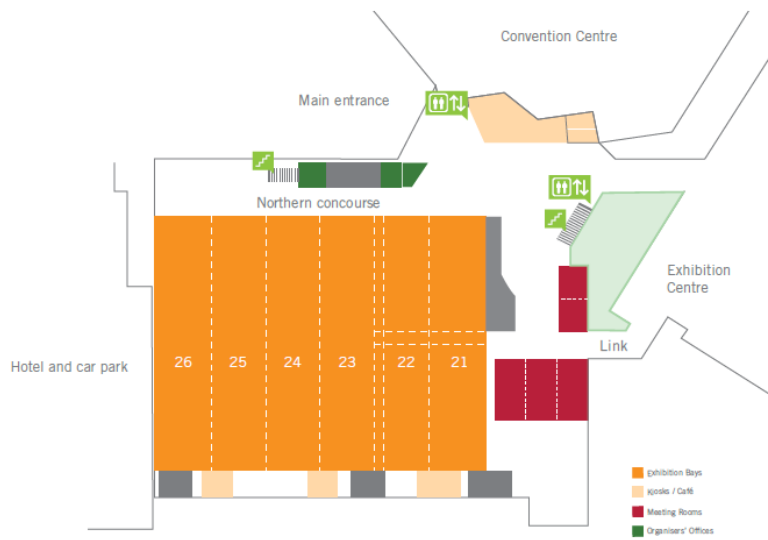 Convention Centre
Main entrance
Northern concourse
Exhibition
Centre
Hotel and car park
26 25 24 23 22 21
Link
Exhibition Bays
Kiosks / Café
Meeting Rooms
Organisers' Offices